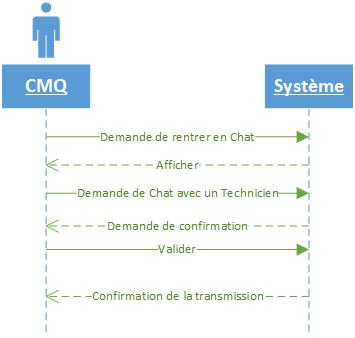 CMQ
Système
Demande de rentrer en Chat
Afficher
Demande de Chat avec un Technicien
Demande de confirmation
Valider
Confirmation de la transmission